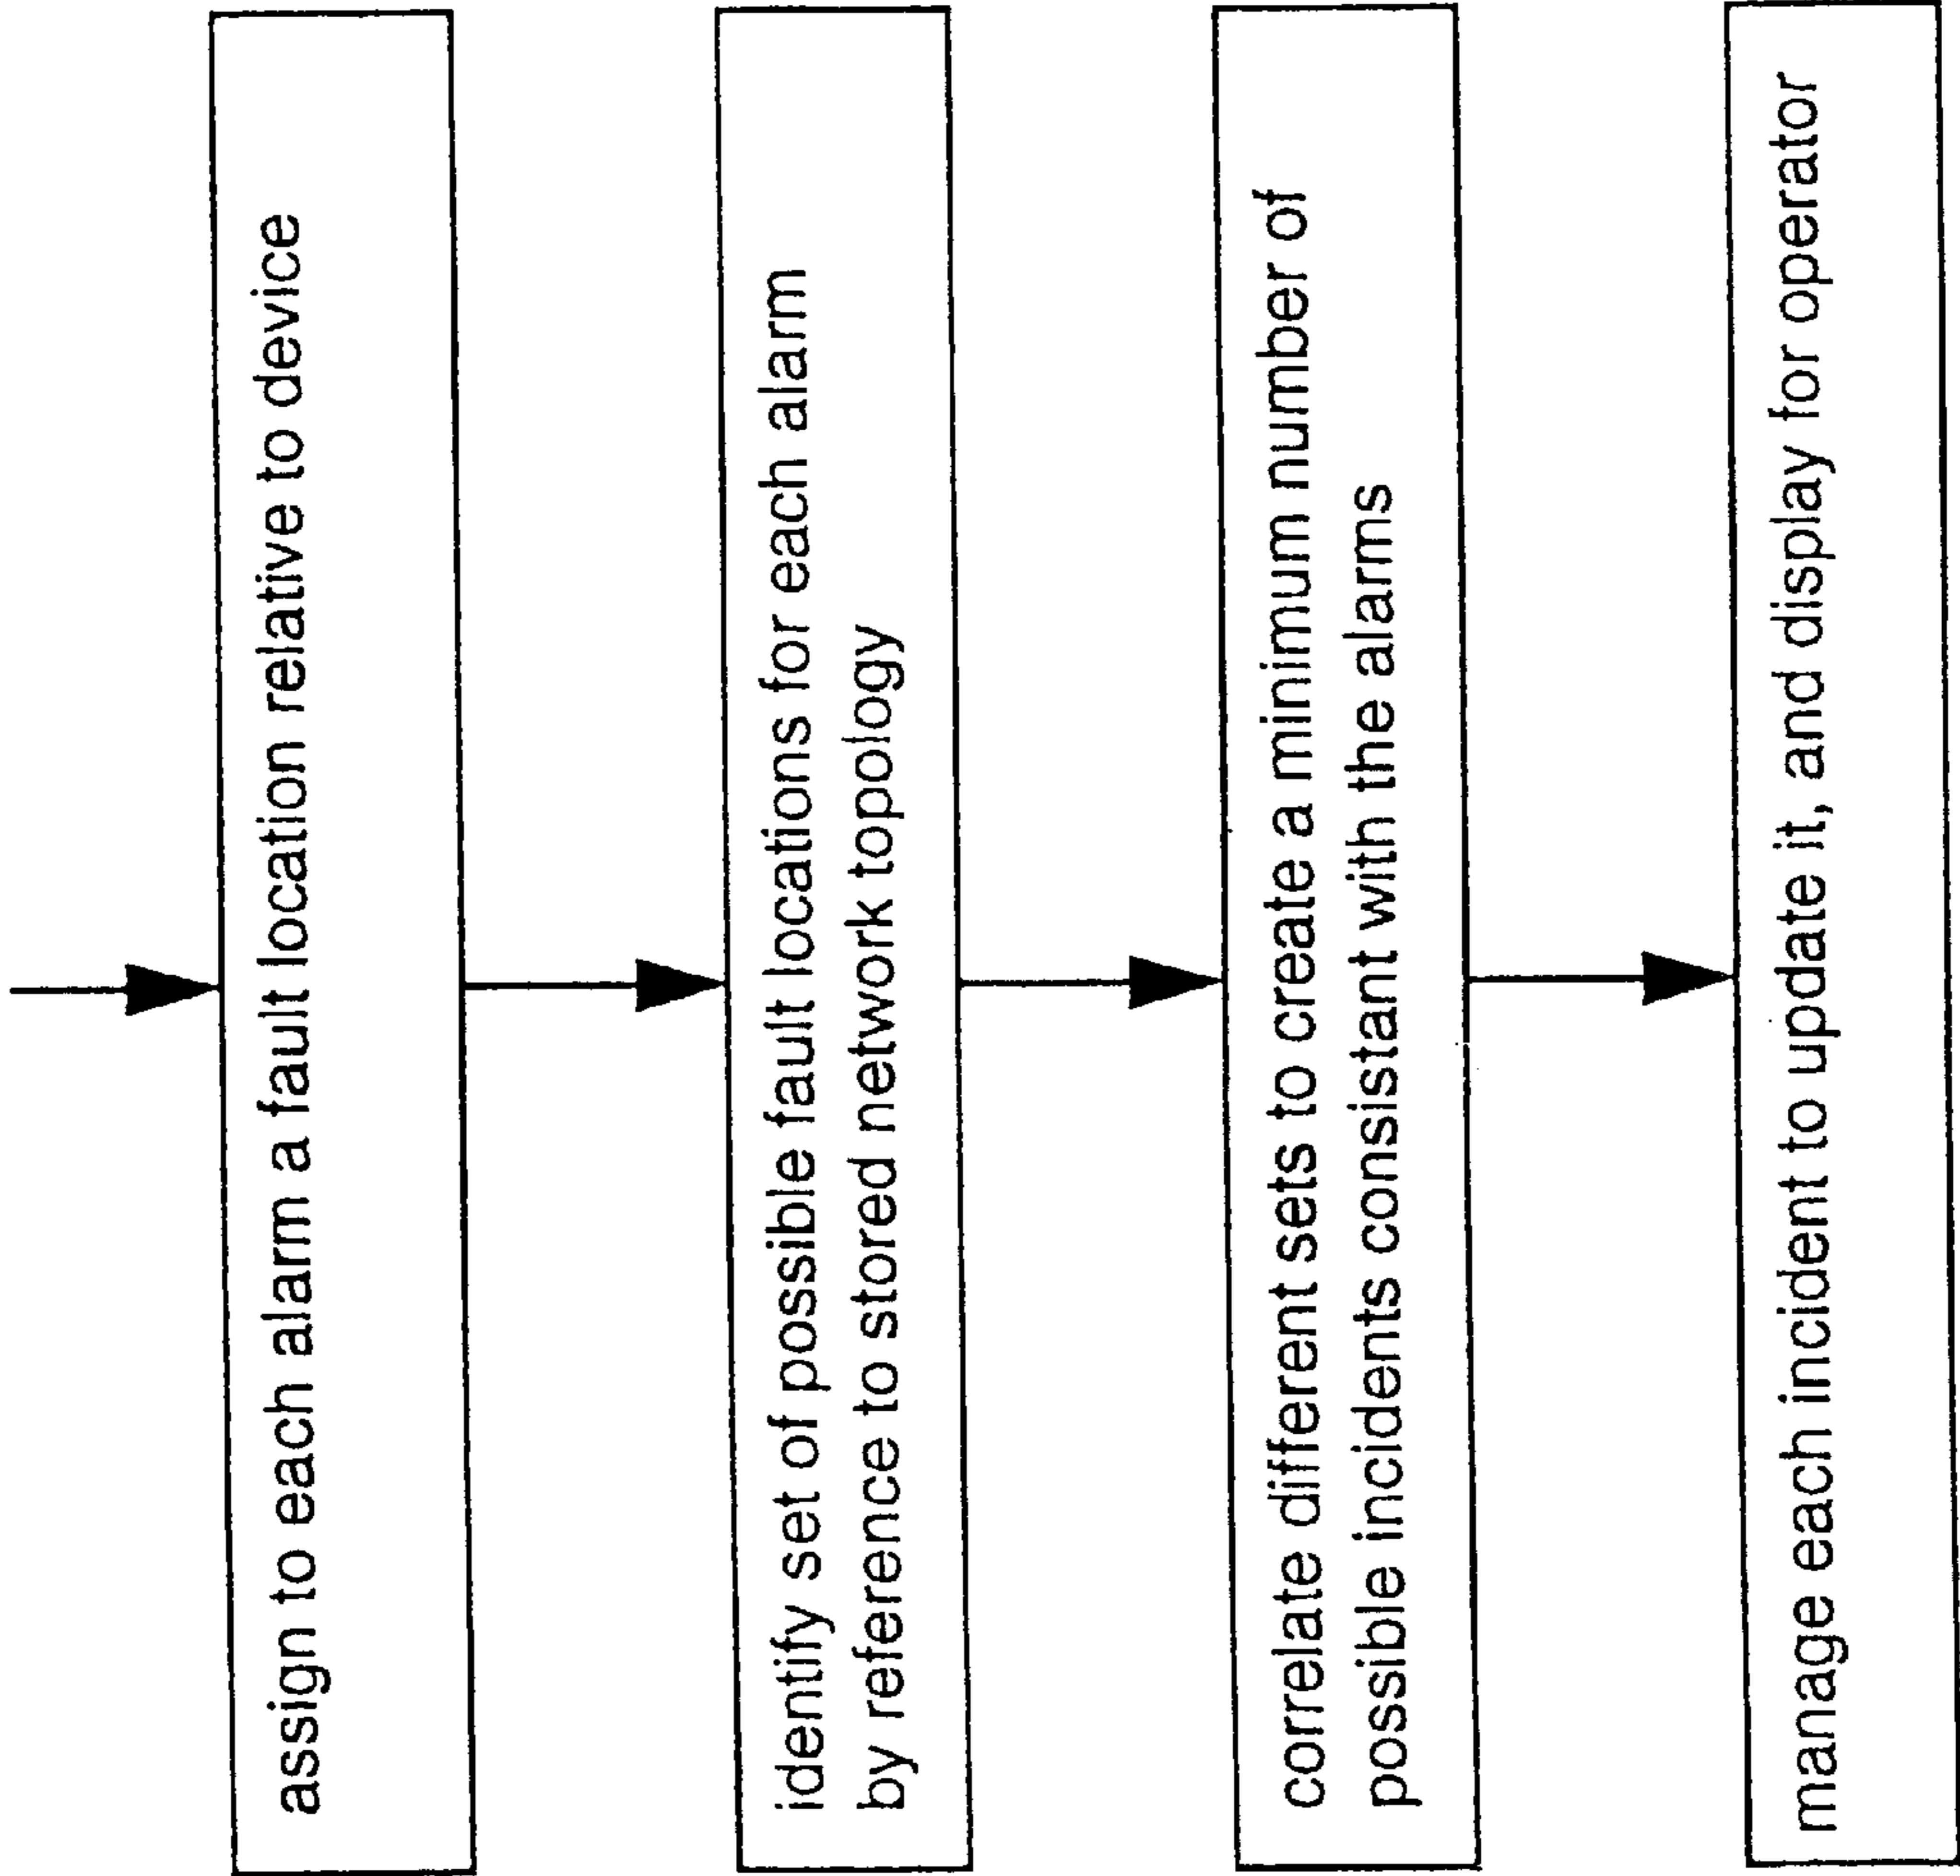 assign to each alarm a fault location relative to device
identify set of possible fault locations for each alarm
by reference to stored network topology
correlate different sets to create a minimum number of
possible incidents consistant with the alarms
manage each incident to update it, and display for operator